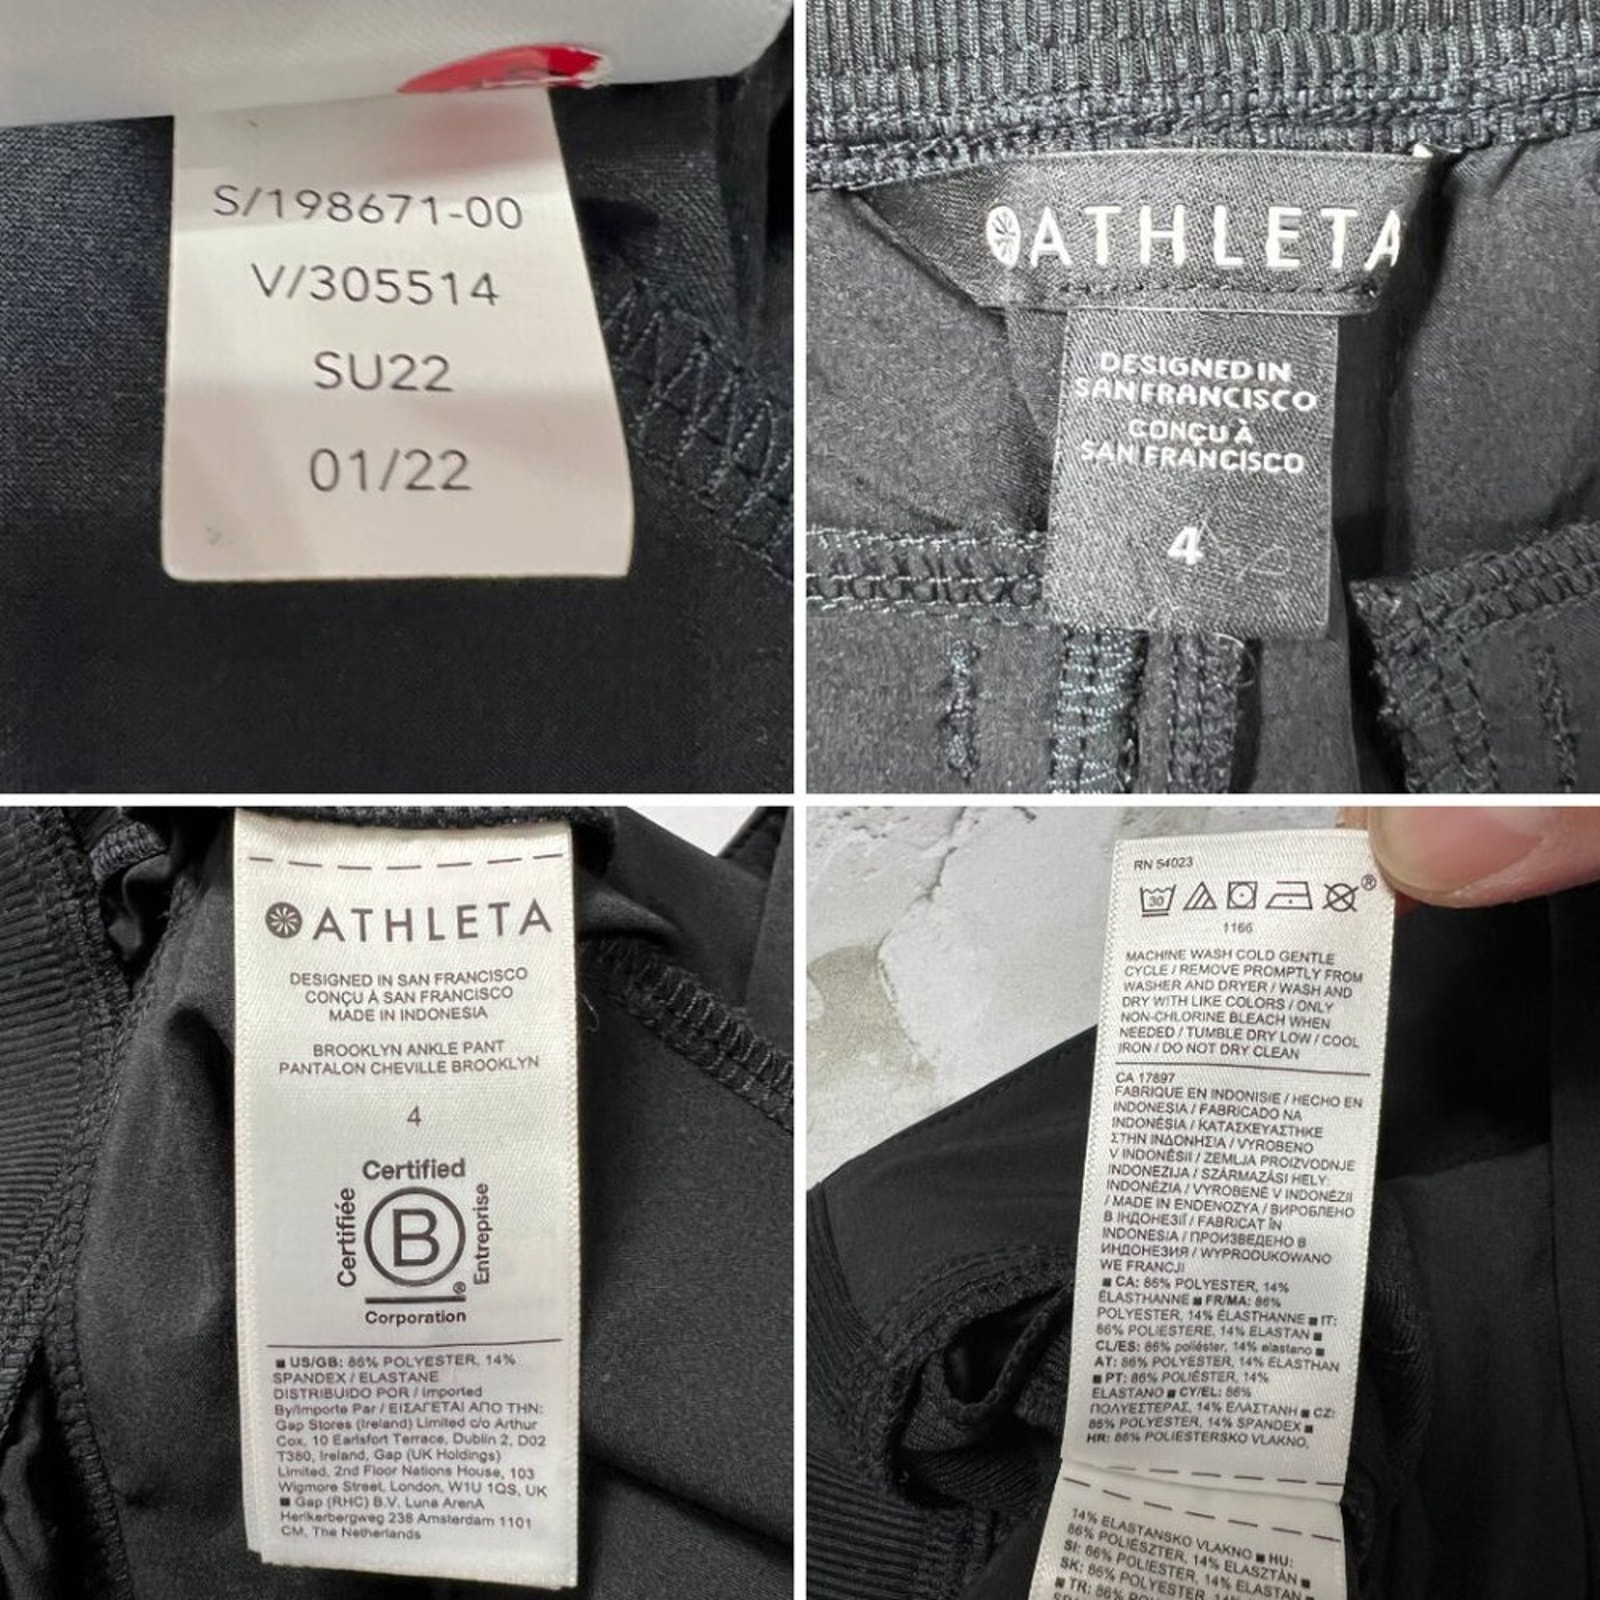 S/198671-00
V/305514
SU22
01/22
ATHLETA
DESIGNED IN
SAN FRANCISCO
CONÇU À
SAN FRANCISCO
4
ATHLETA
DESIGNED IN SAN FRANCISCO
CONÇU À SAN FRANCISCO
MADE IN INDONESIA
BROOKLYN ANKLE PANT
PANTALON CHEVILLE BROOKLYN
4
Certified
Certifiée
B
Entreprise
®
Corporation
■ US/GB: 86% POLYESTER, 14%
SPANDEX / ELASTANE
DISTRIBUIDO POR / Imported
By/Importe Par / ΕΙΣΑΓΕΤΑΙ ΑΠΟ ΤΗΝ:
Gap Stores (Ireland) Limited c/o Arthur
Cox, 10 Earlsfort Terrace, Dublin 2, D02
T380, Ireland, Gap (UK Holdings)
Limited, 2nd Floor Nations House, 103
Wigmore Street, London, W1U 1QS, UK
■ Gap (RHC) B.V. Luna ArenA
Herikerbergweg 238 Amsterdam 1101
CM, The Netherlands
RN 54023
30
®
1166
MACHINE WASH COLD GENTLE
CYCLE / REMOVE PROMPTLY FROM
WASHER AND DRYER / WASH AND
DRY WITH LIKE COLORS / ONLY
NON-CHLORINE BLEACH WHEN
NEEDED / TUMBLE DRY LOW / COOL
IRON / DO NOT DRY CLEAN
CA 17897
FABRIQUE EN INDONISIE / HECHO EN
INDONESIA / FABRICADO NA
INDONÉSIA / ΚΑΤΑΣΚΕΥΑΣΤΗΚΕ
ΣΤΗΝ ΙΝΔΟΝΗΣΙΑ / VYROBENO
V INDONÉSII / ZEMLJA PROIZVODNJE
INDONEZIJA / SZÁRMAZÁSI HELY:
INDONÉZIA / VYROBENÉ V INDONÉZII
/ MADE IN ENDENOZYA / ВИРОБЛЕНО
В ІНДОНЕЗІЇ / FABRICAT ÎN
INDONESIA / ПРОИЗВЕДЕНО В
ИНДОНЕЗИЯ / WYPRODUKOWANO
WE FRANCJI
■ CA: 86% POLYESTER, 14%
ÉLASTHANNE ■ FR/MA: 86%
POLYESTER, 14% ÉLASTHANNE ■ IT:
86% POLIESTERE, 14% ELASTAN ■
CL/ES: 86% poliéster, 14% elastano ■
AT: 86% POLYESTER, 14% ELASTHAN
■ PT: 86% POLIÉSTER, 14%
ELASTANO ■ CY/EL: 86%
ΠΟΛΥΕΣΤΕΡΑΣ, 14% ΕΛΑΣΤΑΝΗ ■ CZ:
86% POLYESTER, 14% SPANDEX ■
HR: 86% POLIESTERSKO VLAKNO,
14% ELASTANSKO VLAKNO ■ HU:
86% POLIÉSZTER, 14% ELASZTÁN ■
SI: 86% POLIESTER, 14% ELASTAN ■
SK: 86% POLYESTER, 14%
■ TR: 86%